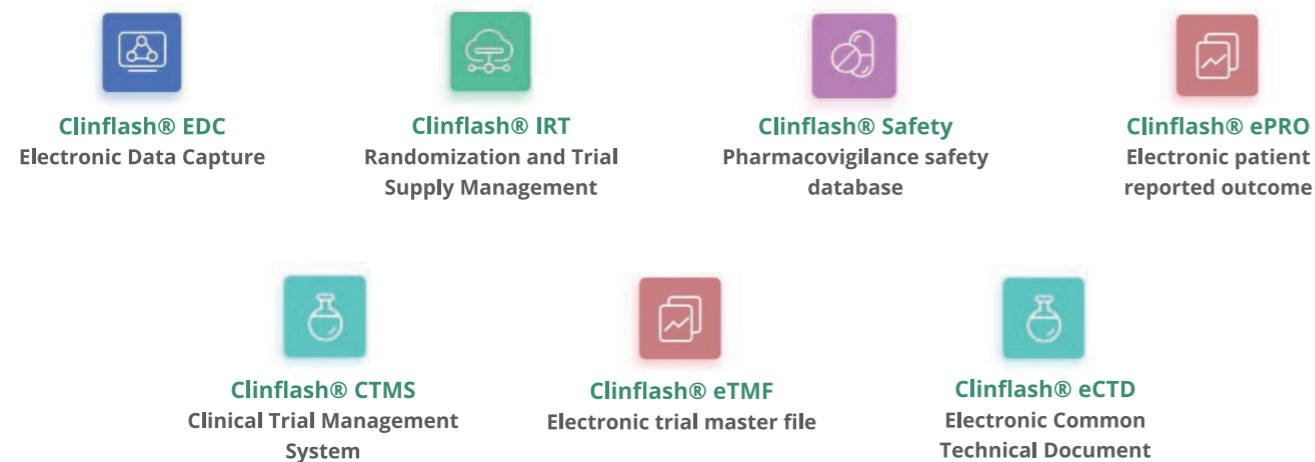 Clinflash® EDC
Electronic Data Capture
Clinflash® IRT
Randomization and Trial
Supply Management
Clinflash® Safety
Pharmacovigilance safety
database
Clinflash® ePRO
Electronic patient
reported outcome
Clinflash® CTMS
Clinical Trial Management
System
Clinflash® eTMF
Electronic trial master file
Clinflash® eCTD
Electronic Common
Technical Document